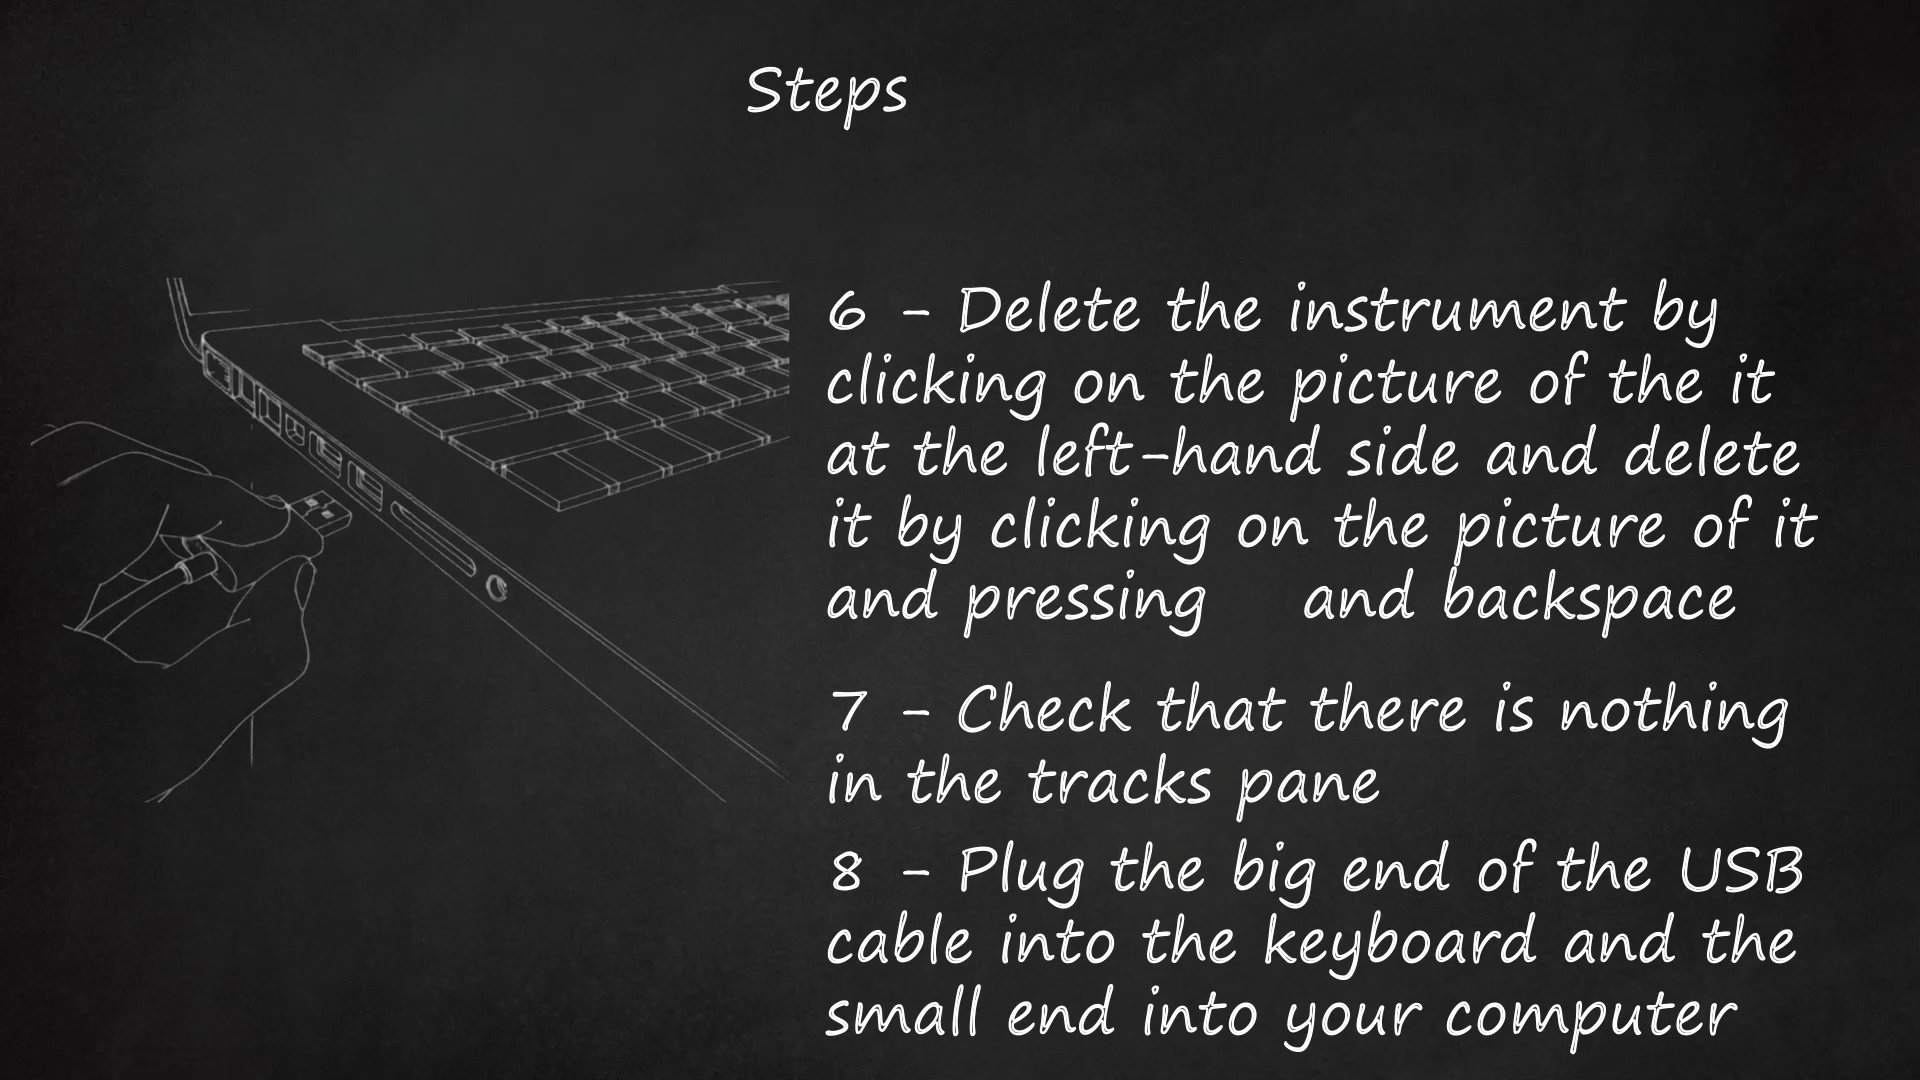 Steps
6 - Delete the instrument by
clicking on the picture of the it
at the left-hand side and delete
it by clicking on the picture of it
and pressing and backspace
7 - Check that there is nothing
in the tracks pane
8 - Plug the big end of the USB
cable into the keyboard and the
small end into your computer